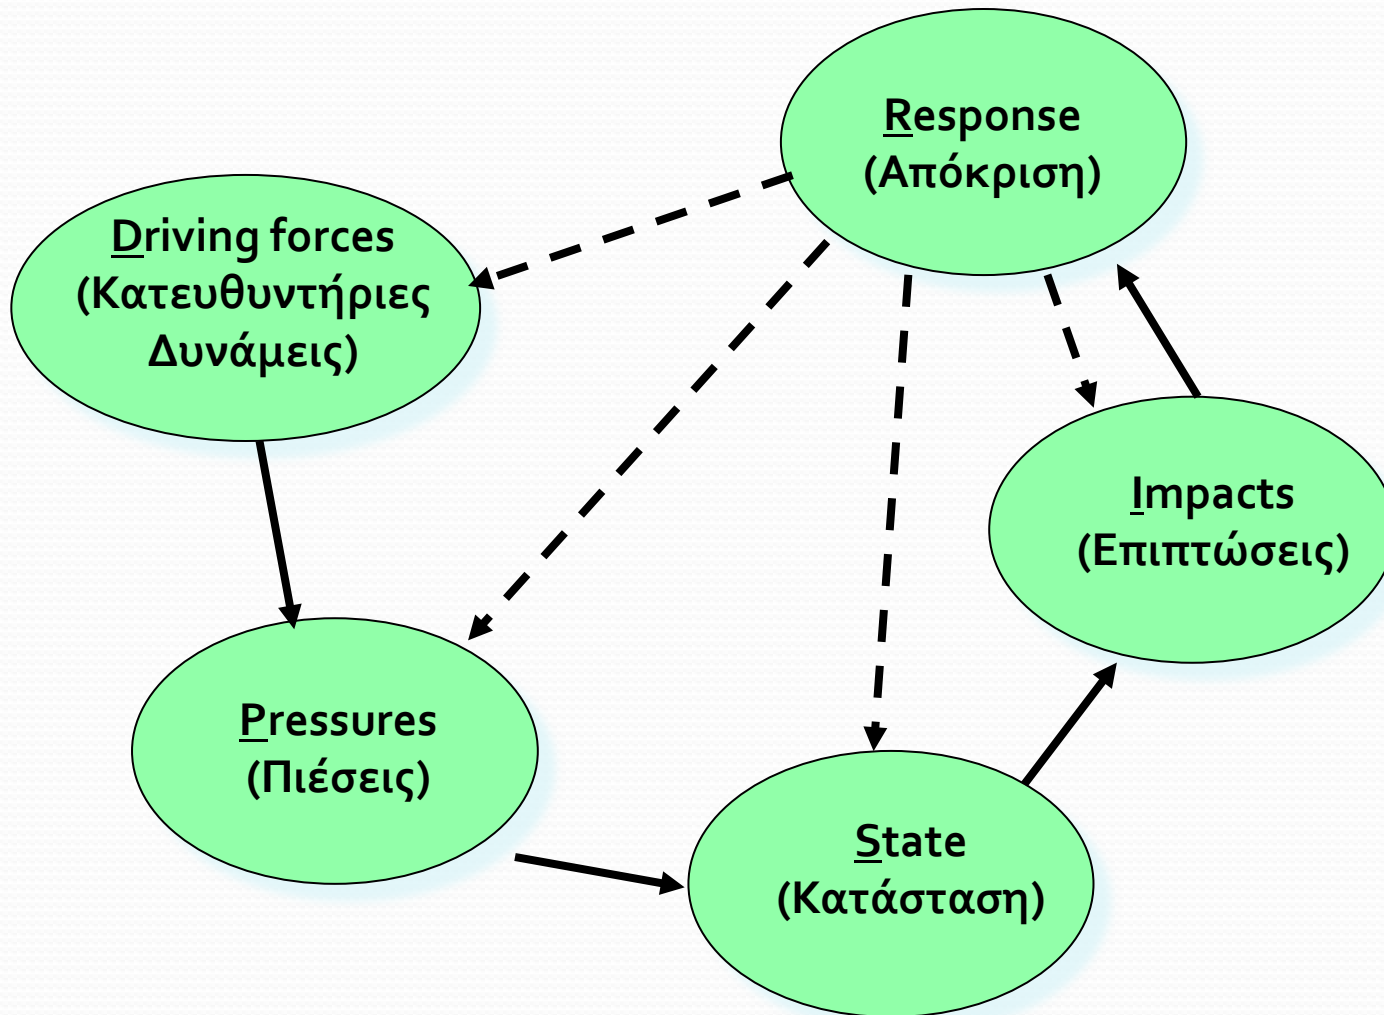 Response
(Απόκριση)
Driving forces
(Κατευθυντήριες
Δυνάμεις)
Impacts
(Επιπτώσεις)
Pressures
(Πιέσεις)
State
(Κατάσταση)